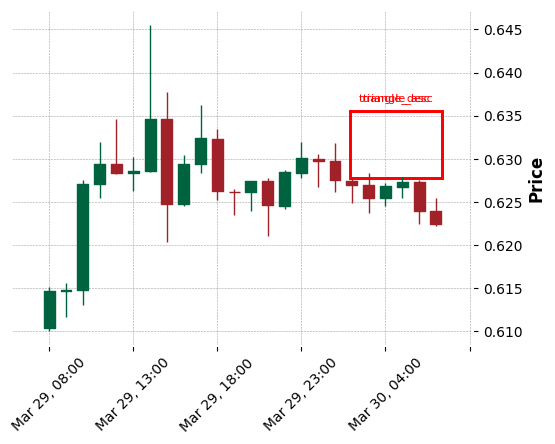 triangle_desc
0.645
0.640
0.635
0.630
0.625
0.620
0.615
0.610
Price
Mar 29, 08:00
Mar 29, 13:00
Mar 29, 18:00
Mar 29, 23:00
Mar 30, 04:00